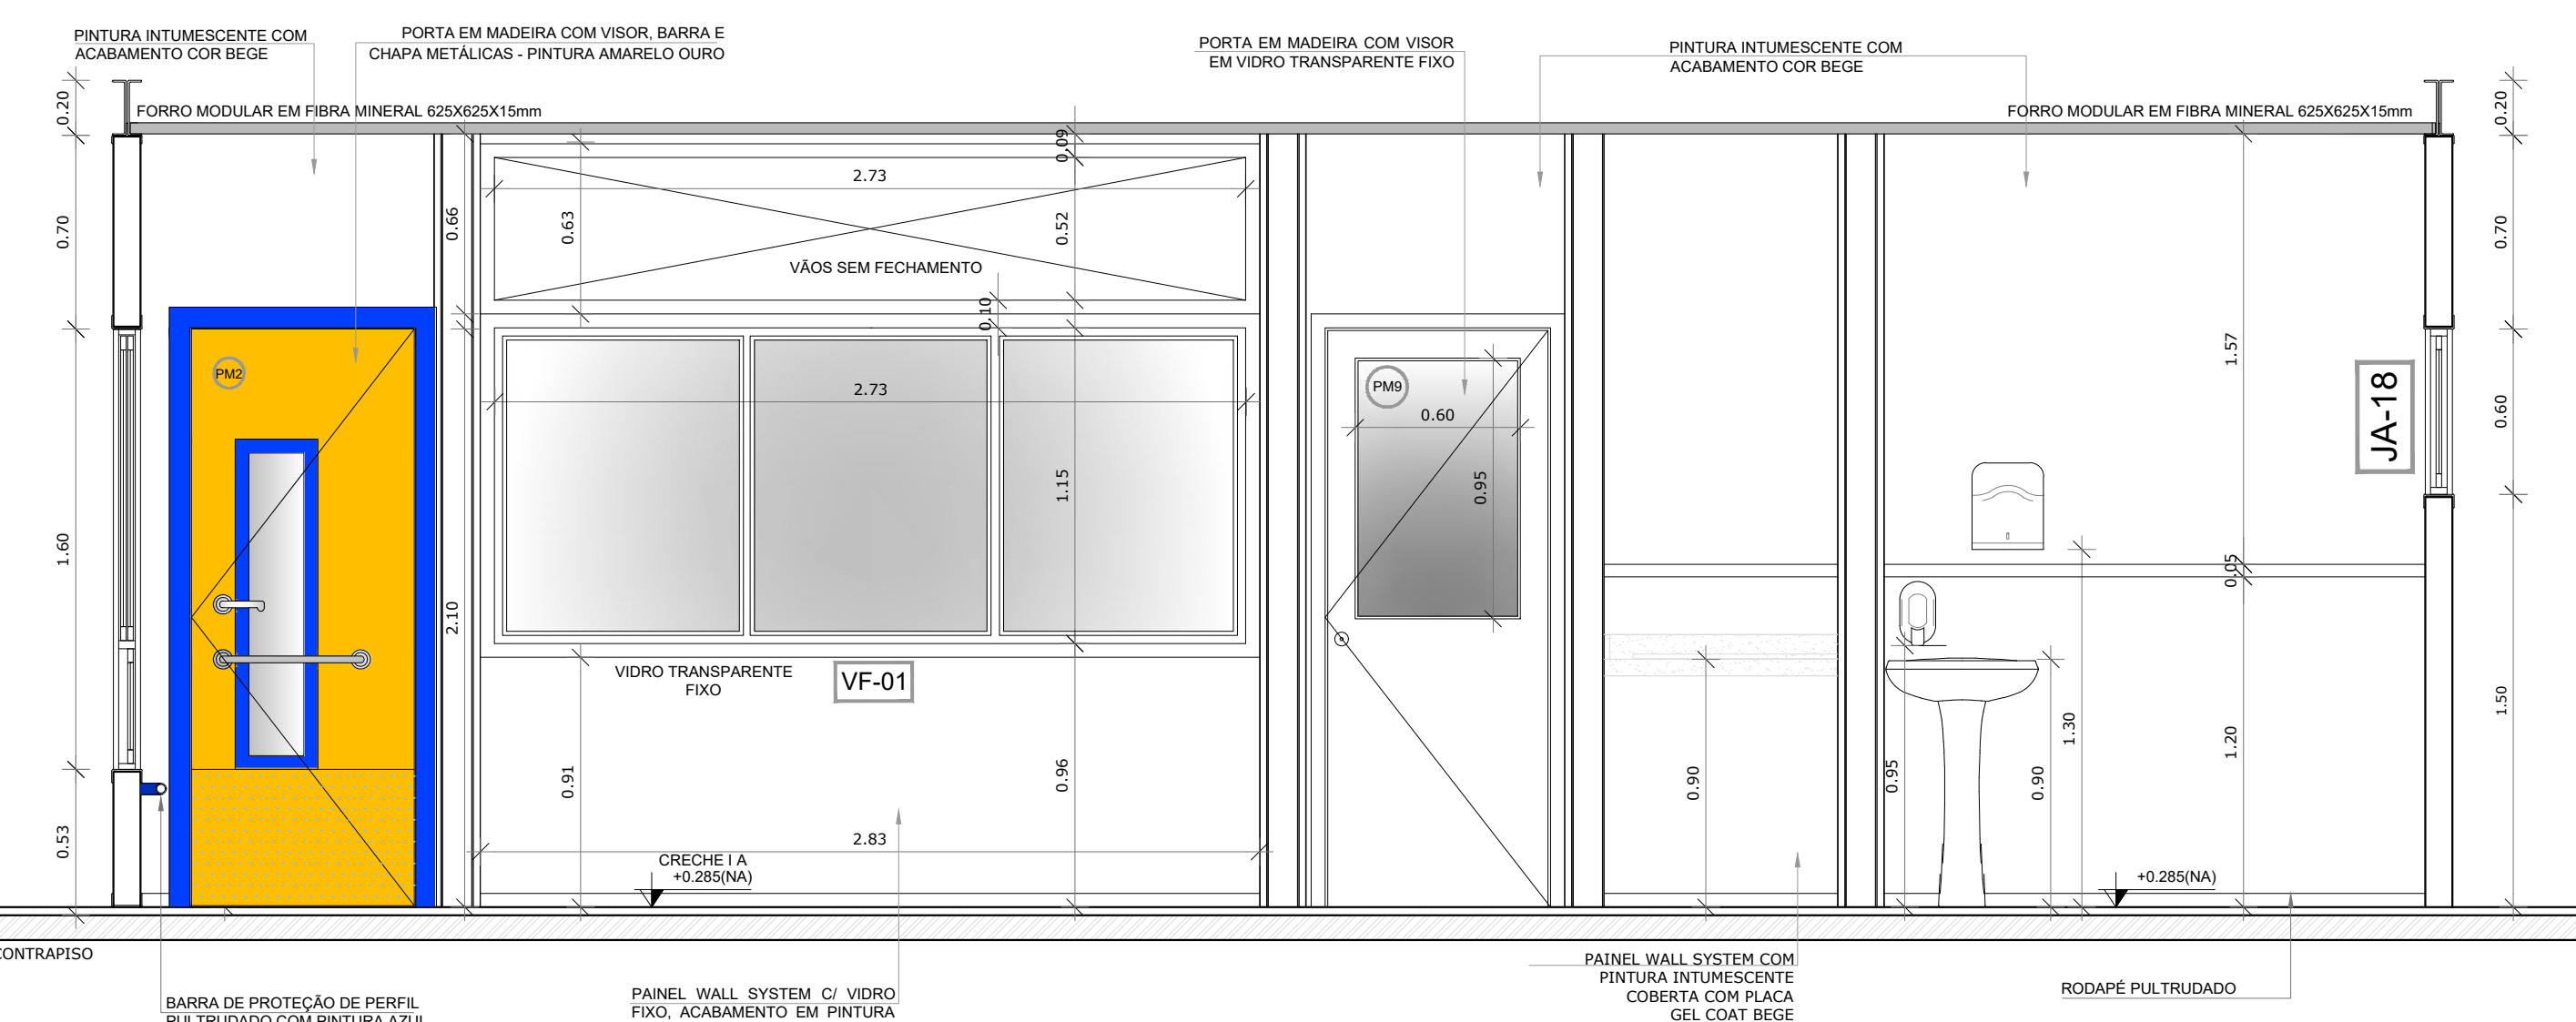 PINTURA INTUMESCENTE COM
ACABAMENTO COR BEGE
PORTA EM MADEIRA COM VISOR, BARRA E
CHAPA METÁLICAS - PINTURA AMARELO OURO
PORTA EM MADEIRA COM VISOR
EM VIDRO TRANSPARENTE FIXO
PINTURA INTUMESCENTE COM
ACABAMENTO COR BEGE
FORRO MODULAR EM FIBRA MINERAL 625X625X15mm
FORRO MODULAR EM FIBRA MINERAL 625X625X15mm
0.20
0.70
1.60
0.53
0.66
2.10
0.63
0.91
0.09
0.52
1.15
0.96
2.73
VÃOS SEM FECHAMENTO
0.10
2.73
PM2
VIDRO TRANSPARENTE
FIXO
VF-01
2.83
CRECHE I A
+0.285(NA)
PM9
0.60
0.95
0.90
0.95
0.90
1.30
1.57
0.05
1.20
+0.285(NA)
JA-18
0.20
0.70
0.60
1.50
CONTRAPISO
BARRA DE PROTEÇÃO DE PERFIL
PULTRUDADO COM PINTURA AZUL
PAINEL WALL SYSTEM C/ VIDRO
FIXO, ACABAMENTO EM PINTURA
PAINEL WALL SYSTEM COM
PINTURA INTUMESCENTE
COBERTA COM PLACA
GEL COAT BEGE
RODAPÉ PULTRUDADO